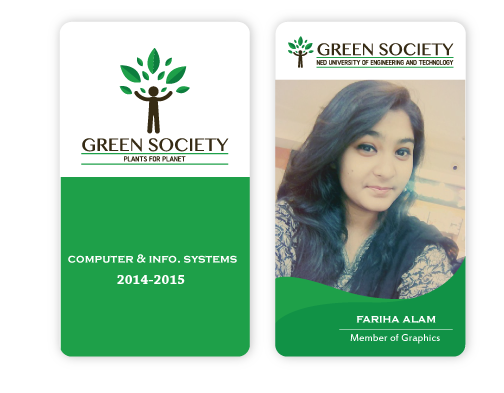 GREEN SOCIETY
PLANTS FOR PLANET
COMPUTER & INFO. SYSTEMS
2014-2015
GREEN SOCIETY
NED UNIVERSITY OF ENGINEERING AND TECHNOLOGY
FARIHA ALAM
Member of Graphics